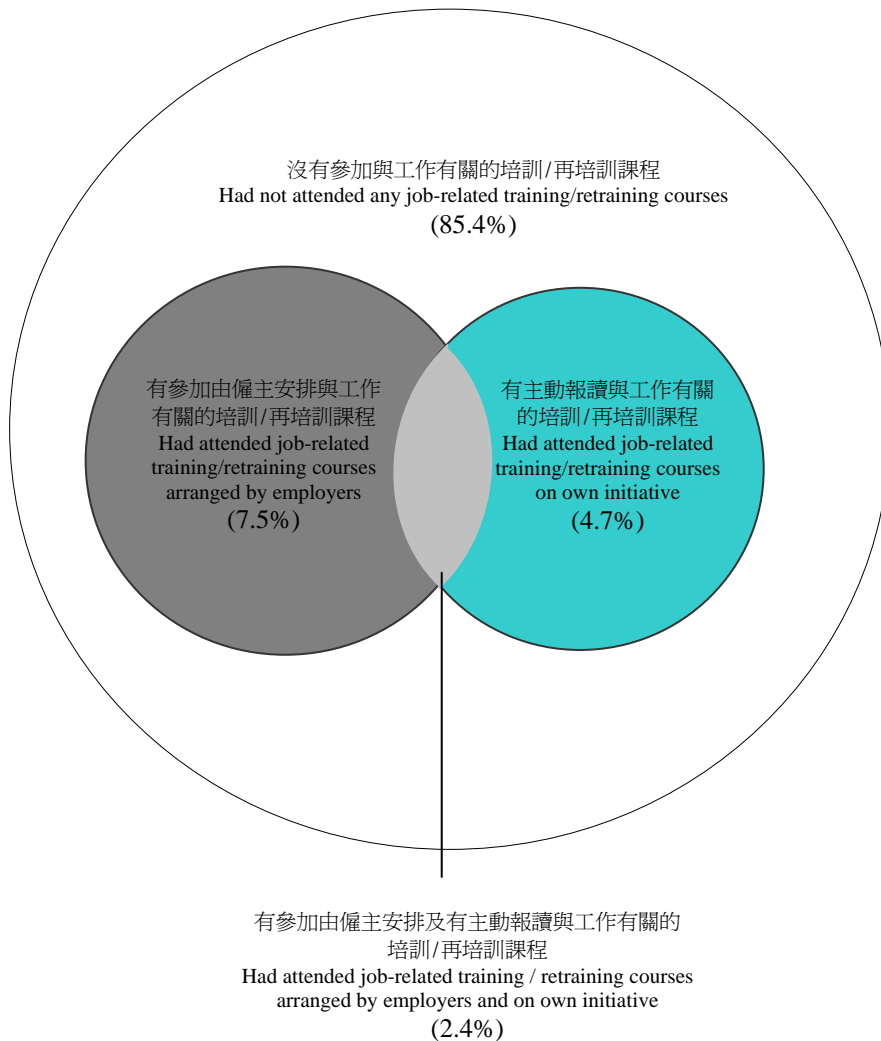 沒有參加與工作有關的培訓/再培訓課程
Had not attended any job-related training/retraining courses
(85.4%)
有參加由僱主安排與工作
有關的培訓/再培訓課程
Had attended job-related
training/retraining courses
arranged by employers
(7.5%)
有主動報讀與工作有關
的培訓/再培訓課程
Had attended job-related
training/retraining courses
on own initiative
(4.7%)
有參加由僱主安排及有主動報讀與工作有關的
培訓/再培訓課程
Had attended job-related training / retraining courses
arranged by employers and on own initiative
(2.4%)